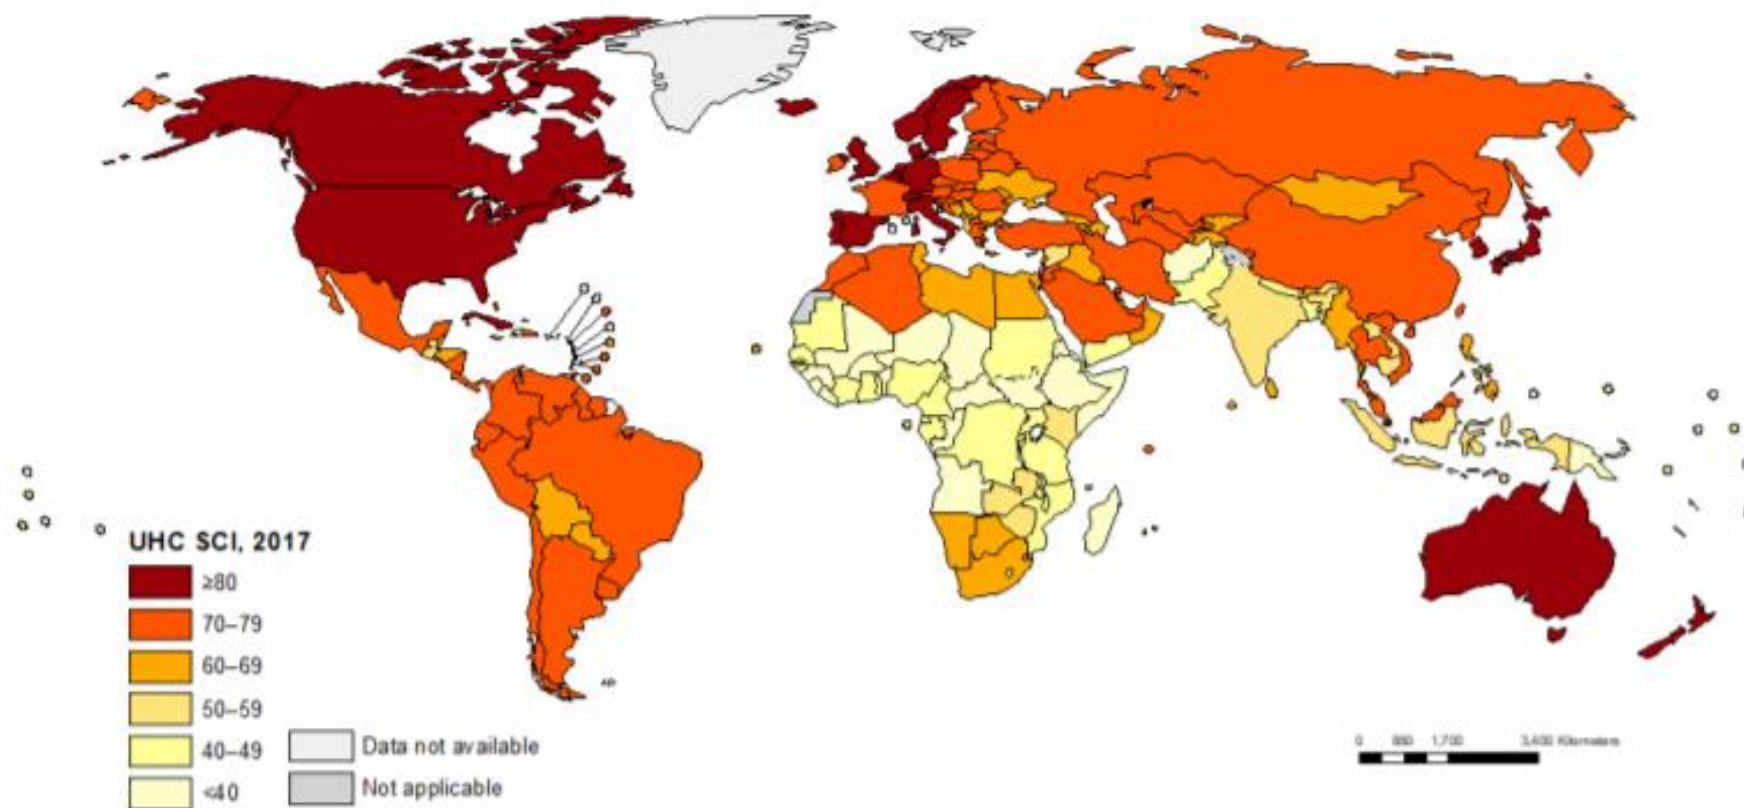 UHC SCI, 2017
≥80
70–79
60–69
50–59
40–49
<40
Data not available
Not applicable
0 1,700 3,400 Kilometers